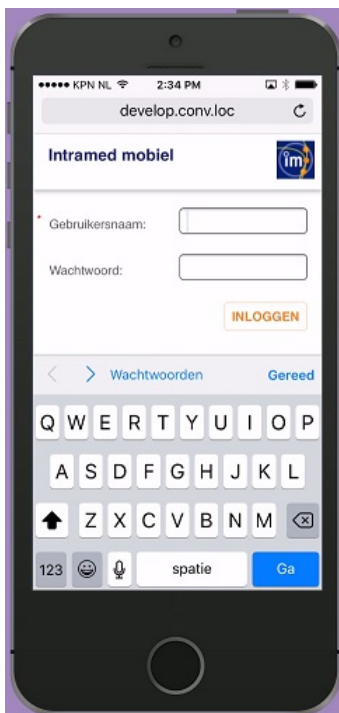 KPN NL 2:34 PM
develop.conv.loc
Intramed mobiel
im
* Gebruikersnaam:
Wachtwoord:
INLOGGEN
Wachtwoorden Gereed
Q W E R T Y U I O P
A S D F G H J K L
Z X C V B N M
123 spatie Ga